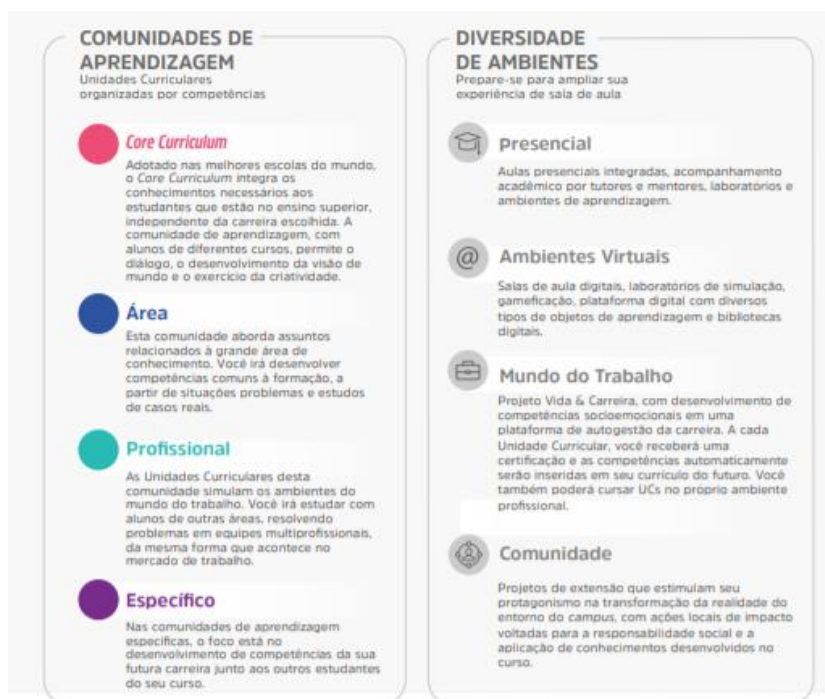 COMUNIDADES DE
APRENDIZAGEM
Unidades Curriculares
organizadas por competências
Core Curriculum
Adotado nas melhores escolas do mundo,
o Core Curriculum integra os
conhecimentos necessários aos
estudantes que estão no ensino superior,
independente da carreira escolhida. A
comunidade de aprendizagem, com
alunos de diferentes cursos, permite o
diálogo, o desenvolvimento da visão de
mundo e o exercício da criatividade.
Área
Esta comunidade aborda assuntos
relacionados à grande área de
conhecimento. Você irá desenvolver
competências comuns à formação, a
partir de situações problemas e estudos
de casos reais.
Profissional
As Unidades Curriculares desta
comunidade simulam os ambientes do
mundo do trabalho. Você irá estudar com
alunos de outras áreas, resolvendo
problemas em equipes multiprofissionais,
da mesma forma que acontece no
mercado de trabalho.
Específico
Nas comunidades de aprendizagem
específicas, o foco está no
desenvolvimento de competências da sua
futura carreira junto aos outros estudantes
do seu curso.
DIVERSIDADE
DE AMBIENTES
Prepare-se para ampliar sua
experiência de sala de aula
Presencial
Aulas presenciais integradas, acompanhamento
acadêmico por tutores e mentores, laboratórios e
ambientes de aprendizagem.
@ Ambientes Virtuais
Salas de aula digitais, laboratórios de simulação,
gameficação, plataforma digital com diversos
tipos de objetos de aprendizagem e bibliotecas
digitais.
Mundo do Trabalho
Projeto Vida & Carreira, com desenvolvimento de
competências socioemocionais em uma
plataforma de autogestão da carreira. A cada
Unidade Curricular, você receberá uma
certificação e as competências automaticamente
serão inseridas em seu currículo do futuro. Você
também poderá cursar UCs no próprio ambiente
profissional.
Comunidade
Projetos de extensão que estimulam seu
protagonismo na transformação da realidade do
entorno do campus, com ações locais de impacto
voltadas para a responsabilidade social e a
aplicação de conhecimentos desenvolvidos no
curso.